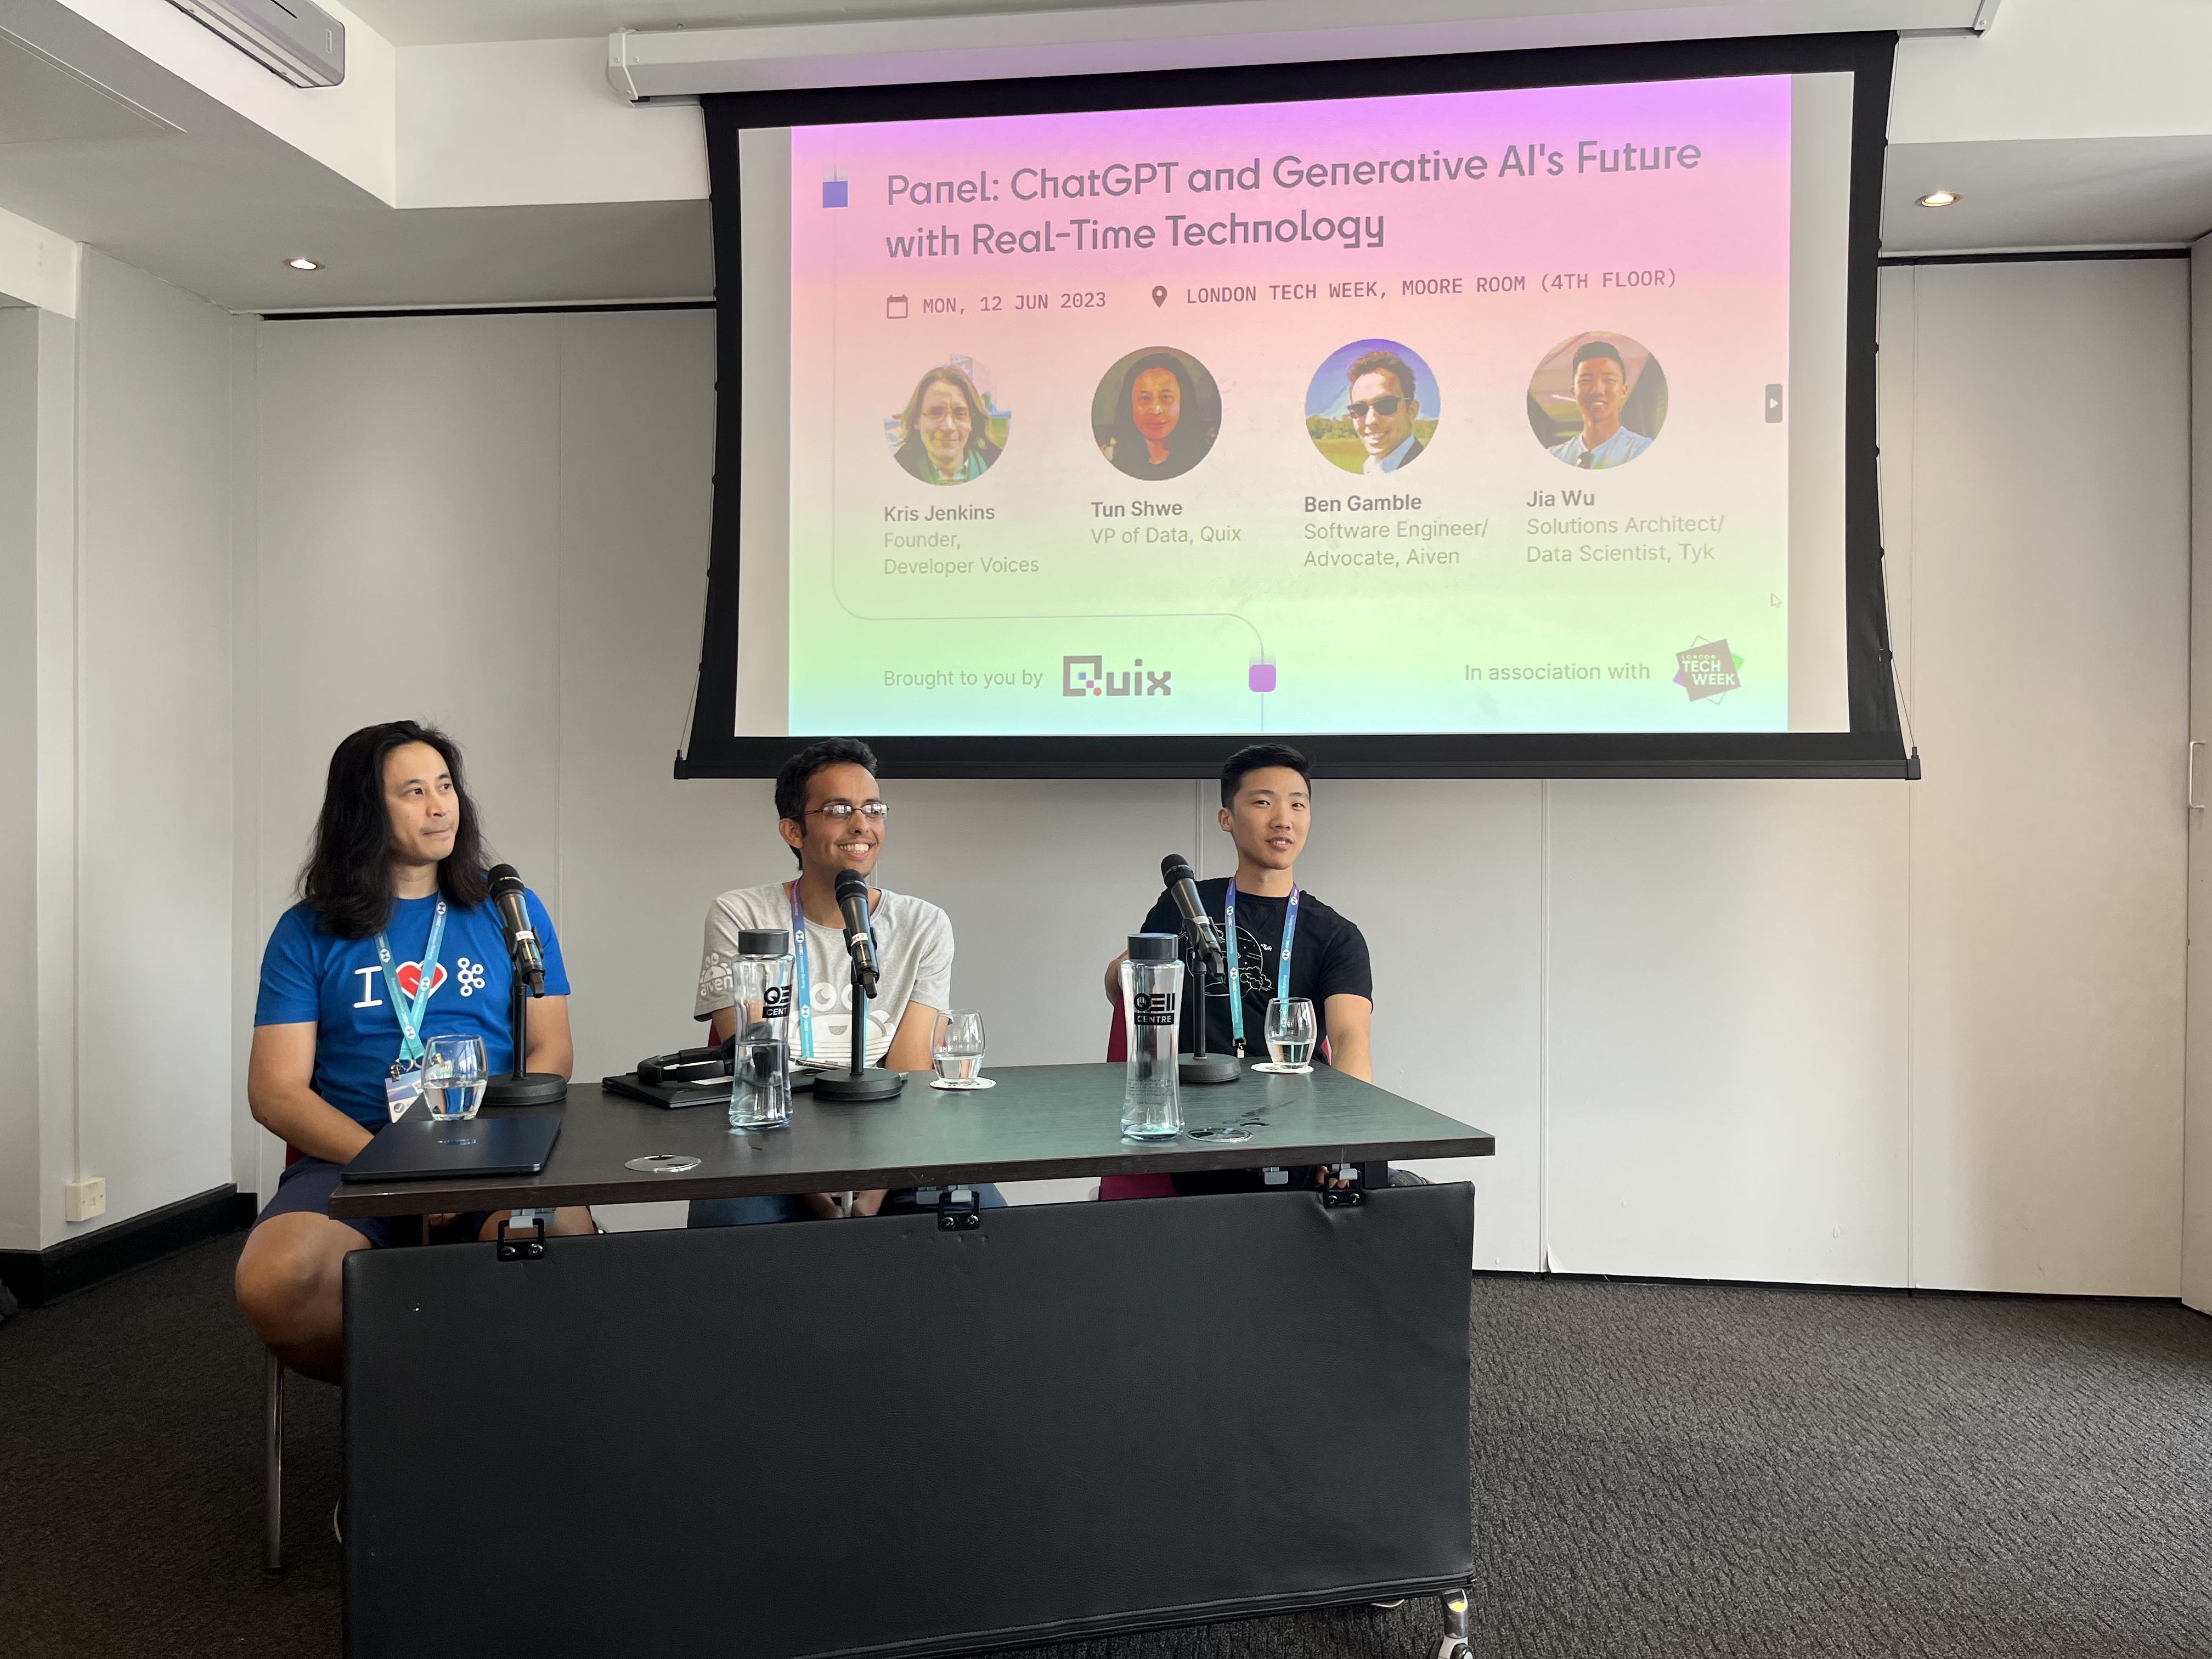 Panel: ChatGPT and Generative AI's Future
with Real-Time Technology
MON, 12 JUN 2023
LONDON TECH WEEK, MOORE ROOM (4TH FLOOR)
Kris Jenkins
Founder,
Developer Voices
Tun Shwe
VP of Data, Quix
Ben Gamble
Software Engineer/
Advocate, Aiven
Jia Wu
Solutions Architect/
Data Scientist, Tyk
Brought to you by Quix
In association with
LONDON
TECH
WEEK
I
aiven
QEII
CENT
QEII
CENTRE